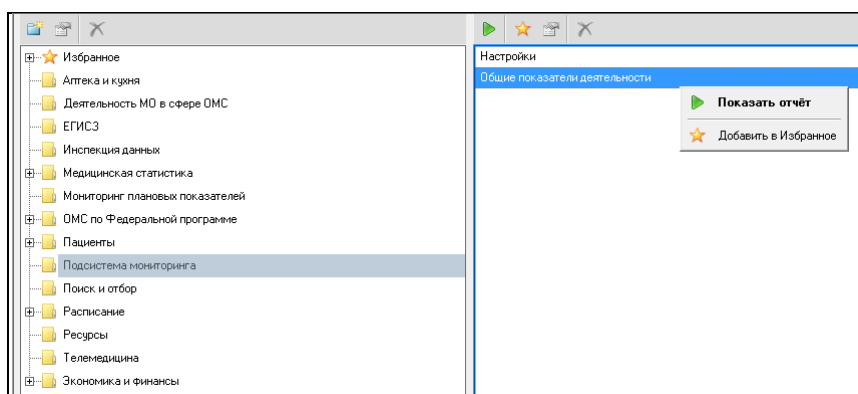 Избранное
Аптека и кухня
Деятельность МО в сфере ОМС
ЕГИСЗ
Инспекция данных
Медицинская статистика
Мониторинг плановых показателей
ОМС по Федеральной программе
Пациенты
Подсистема мониторинга
Поиск и отбор
Расписание
Ресурсы
Телемедицина
Экономика и финансы
Настройки
Общие показатели деятельности
Показать отчёт
Добавить в Избранное